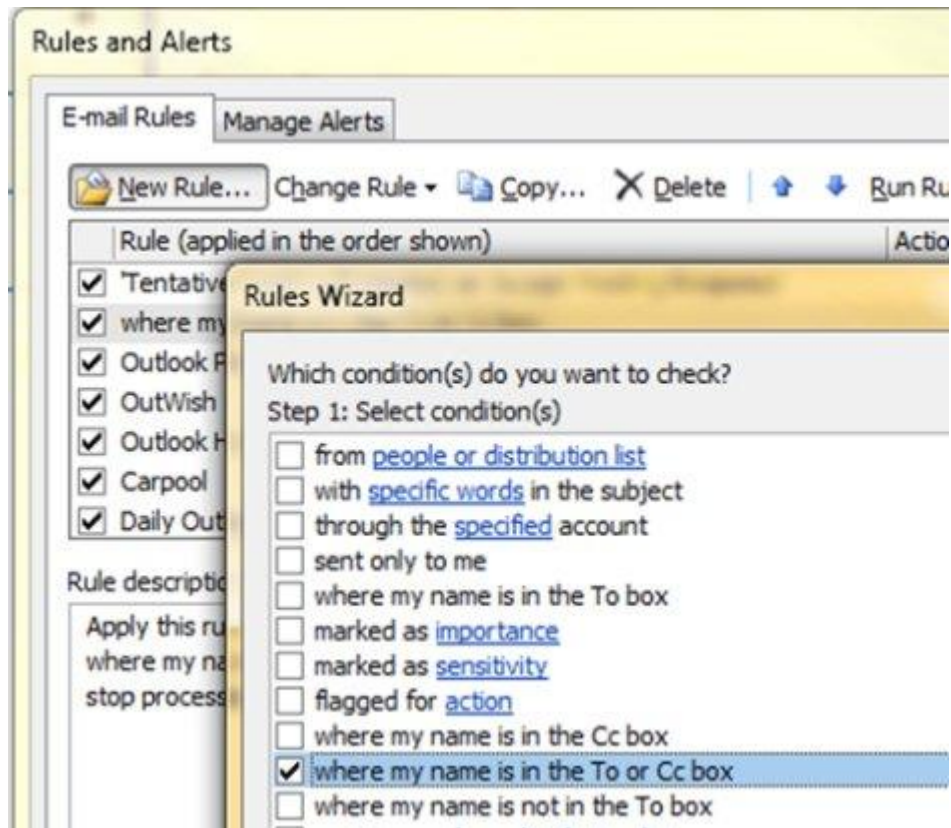 Rules and Alerts
E-mail Rules Manage Alerts
New Rule... Change Rule Copy... Delete Run Ru
Rule (applied in the order shown) Actio
'Tentative
where my
Outlook P
OutWish
Outlook H
Carpool
Daily Out
Rule descriptio
Apply this ru
where my na
stop process
Rules Wizard
Which condition(s) do you want to check?
Step 1: Select condition(s)
from people or distribution list
with specific words in the subject
through the specified account
sent only to me
where my name is in the To box
marked as importance
marked as sensitivity
flagged for action
where my name is in the Cc box
where my name is in the To or Cc box
where my name is not in the To box